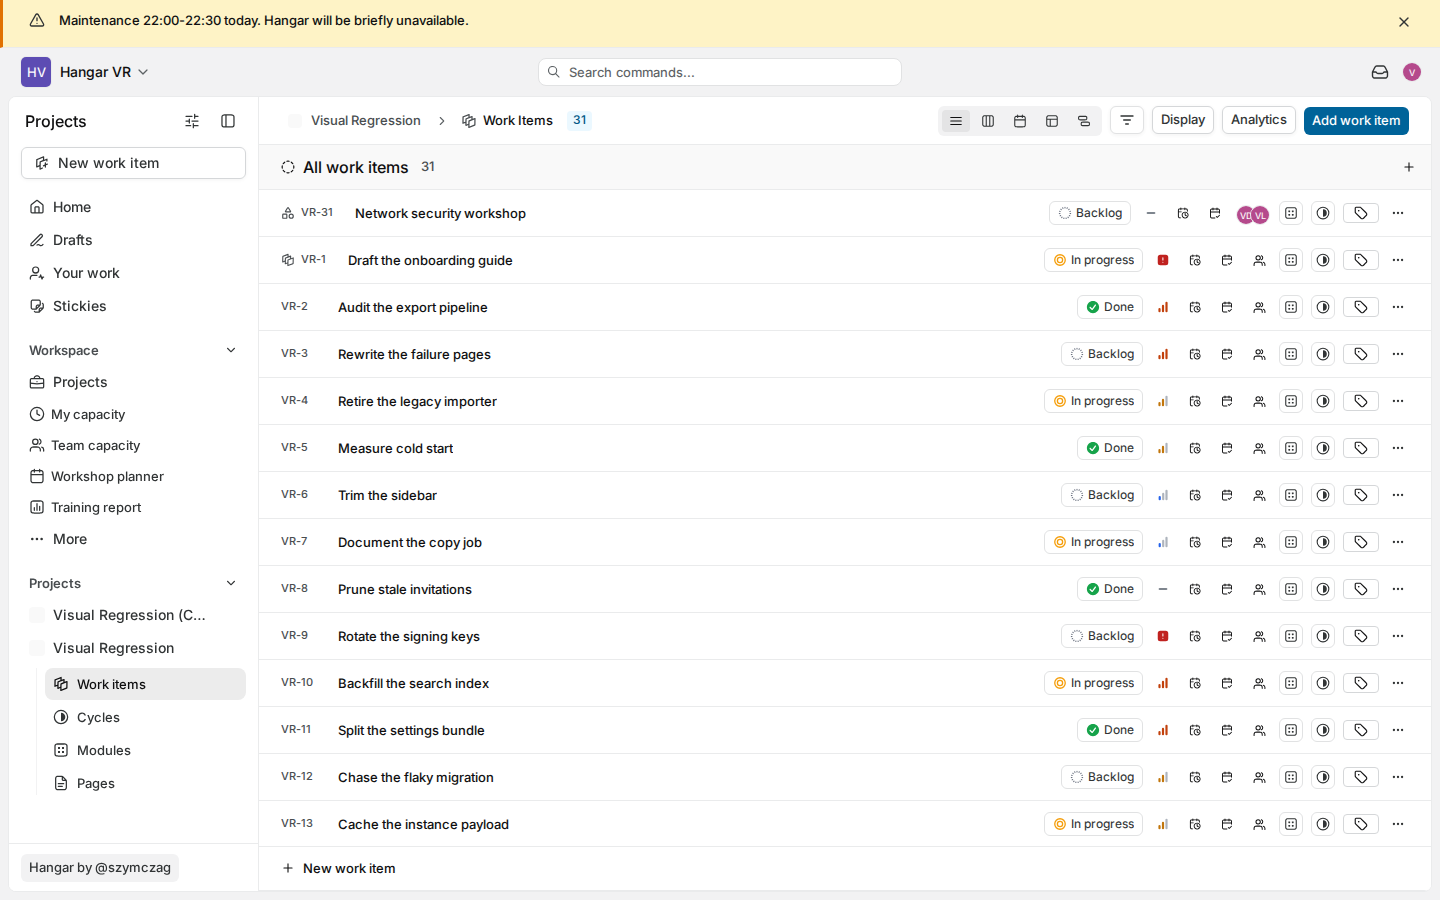 Maintenance 22:00-22:30 today. Hangar will be briefly unavailable.
HV Hangar VR
Search commands...
V
Projects
New work item
Home
Drafts
Your work
Stickies
Workspace
Projects
My capacity
Team capacity
Workshop planner
Training report
More
Projects
Visual Regression (C...
Visual Regression
Work items
Cycles
Modules
Pages
Hangar by @szymczag
Visual Regression > Work Items 31
Display
Analytics
Add work item
All work items 31
VR-31 Network security workshop Backlog VL
VR-1 Draft the onboarding guide In progress
VR-2 Audit the export pipeline Done
VR-3 Rewrite the failure pages Backlog
VR-4 Retire the legacy importer In progress
VR-5 Measure cold start Done
VR-6 Trim the sidebar Backlog
VR-7 Document the copy job In progress
VR-8 Prune stale invitations Done
VR-9 Rotate the signing keys Backlog
VR-10 Backfill the search index In progress
VR-11 Split the settings bundle Done
VR-12 Chase the flaky migration Backlog
VR-13 Cache the instance payload In progress
New work item